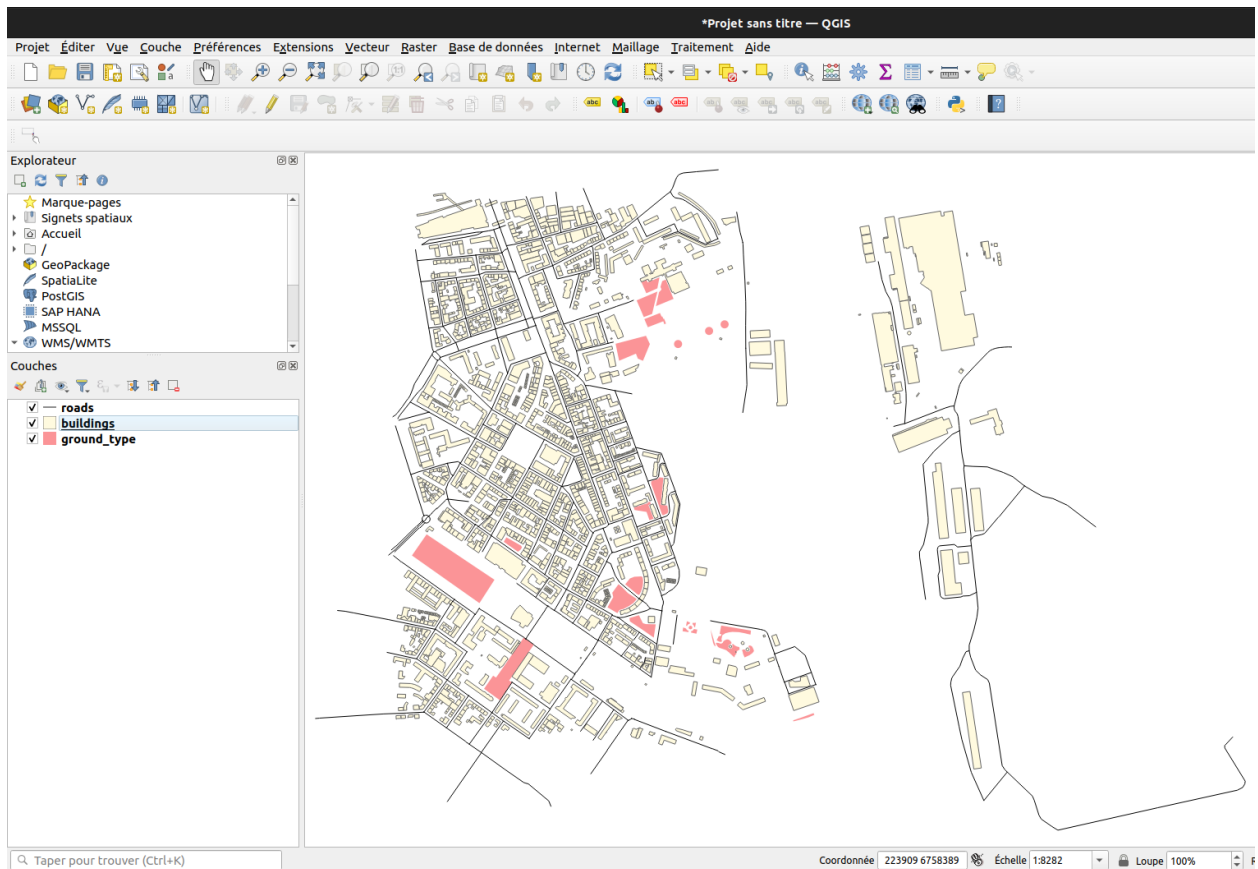 *Projet sans titre — QGIS
Projet Éditer Vue Couche Préférences Extensions Vecteur Raster Base de données Internet Maillage Traitement Aide
Explorateur
Marque-pages
Signets spatiaux
Accueil
/
GeoPackage
SpatiaLite
PostGIS
SAP HANA
MSSQL
WMS/WMTS
Couches
roads
buildings
ground_type
Taper pour trouver (Ctrl+K)
Coordonnée 223909 6758389 Échelle 1:8282 Loupe 100% R